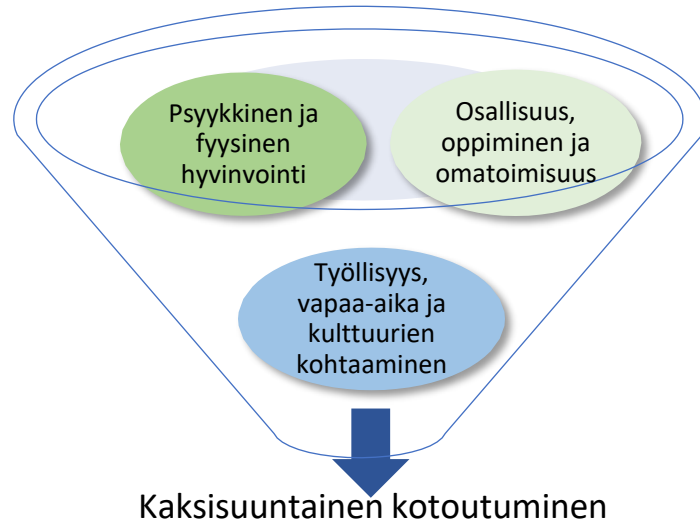 Psyykkinen ja
fyysinen
hyvinvointi
Osallisuus,
oppiminen ja
omatoimisuus
Työllisyys,
vapaa-aika ja
kulttuurien
kohtaaminen
Kaksisuuntainen kotoutuminen